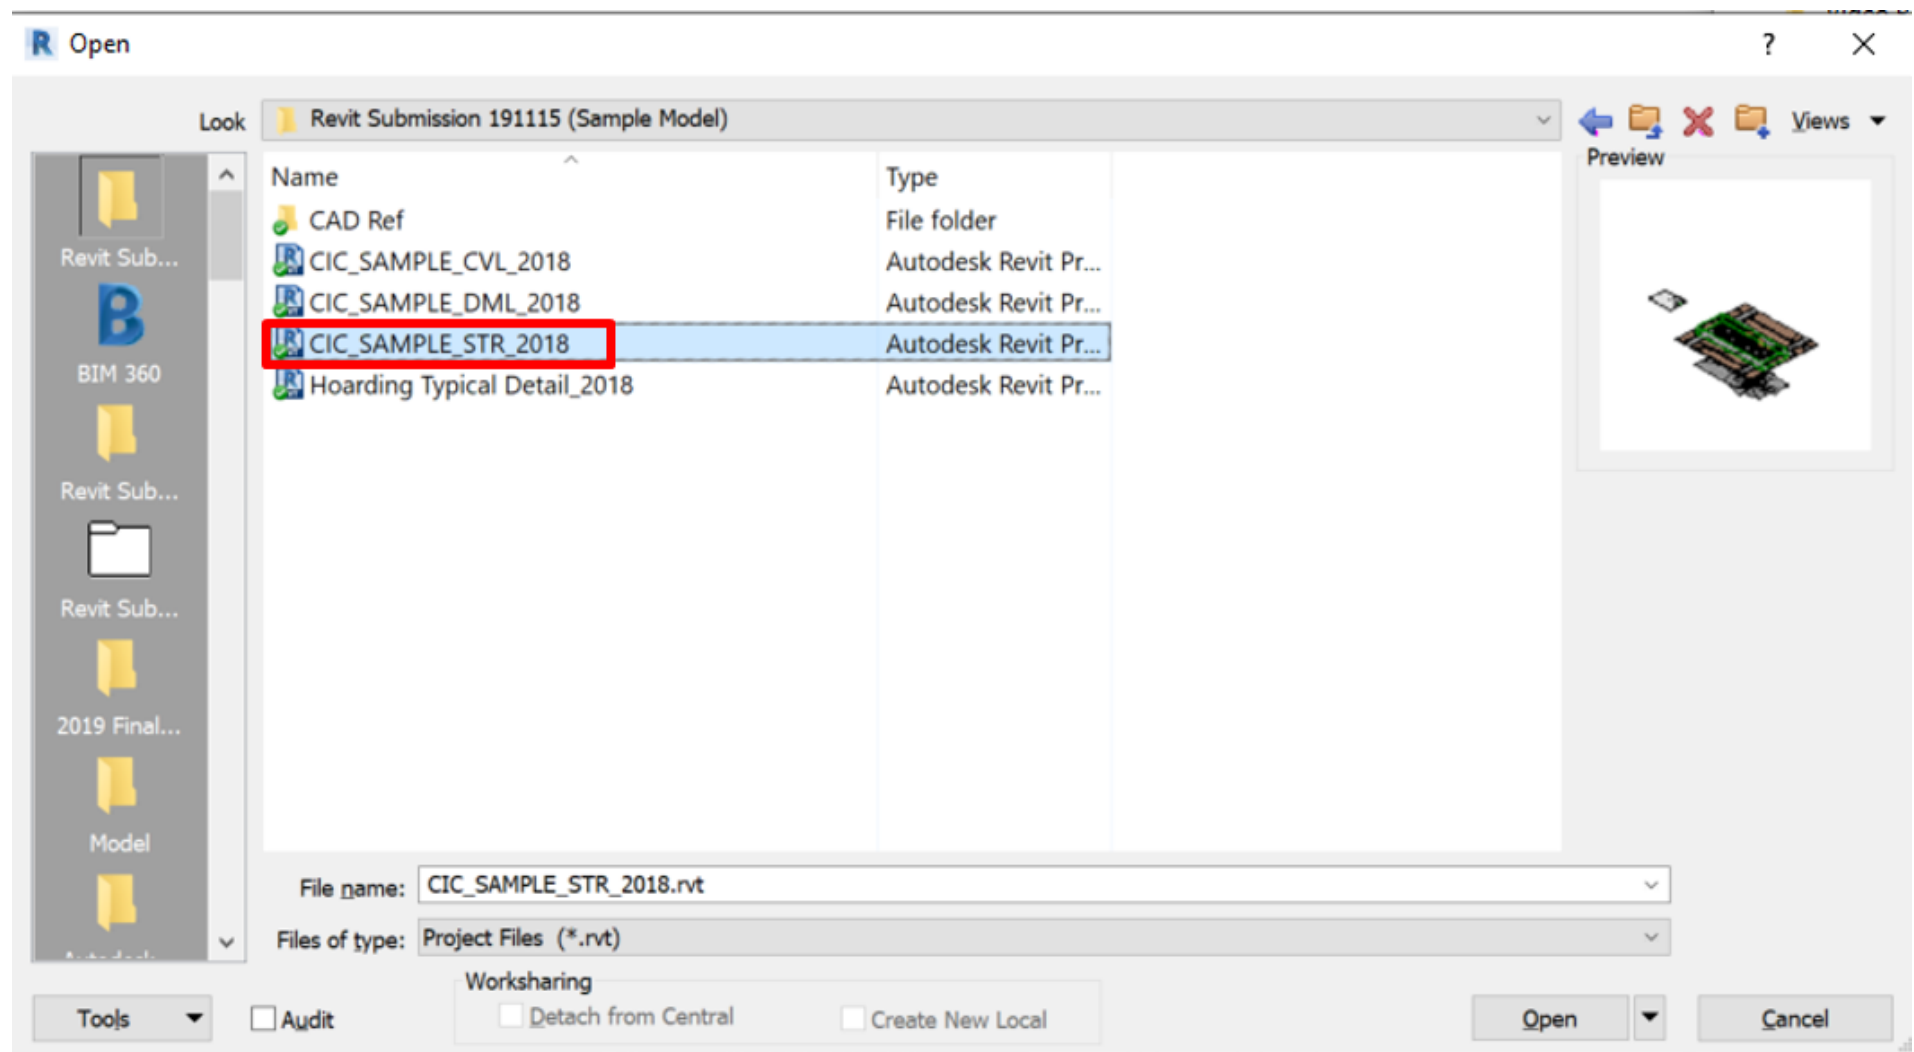 Open
?
Look
Revit Submission 191115 (Sample Model)
Views
Preview
Name
Type
CAD Ref
File folder
CIC_SAMPLE_CVL_2018
Autodesk Revit Pr...
CIC_SAMPLE_DML_2018
Autodesk Revit Pr...
CIC_SAMPLE_STR_2018
Autodesk Revit Pr...
Hoarding Typical Detail_2018
Autodesk Revit Pr...
Revit Sub...
BIM 360
Revit Sub...
Revit Sub...
2019 Final...
Model
File name:
CIC_SAMPLE_STR_2018.rvt
Files of type:
Project Files (*.rvt)
Worksharing
Tools
Audit
Detach from Central
Create New Local
Open
Cancel